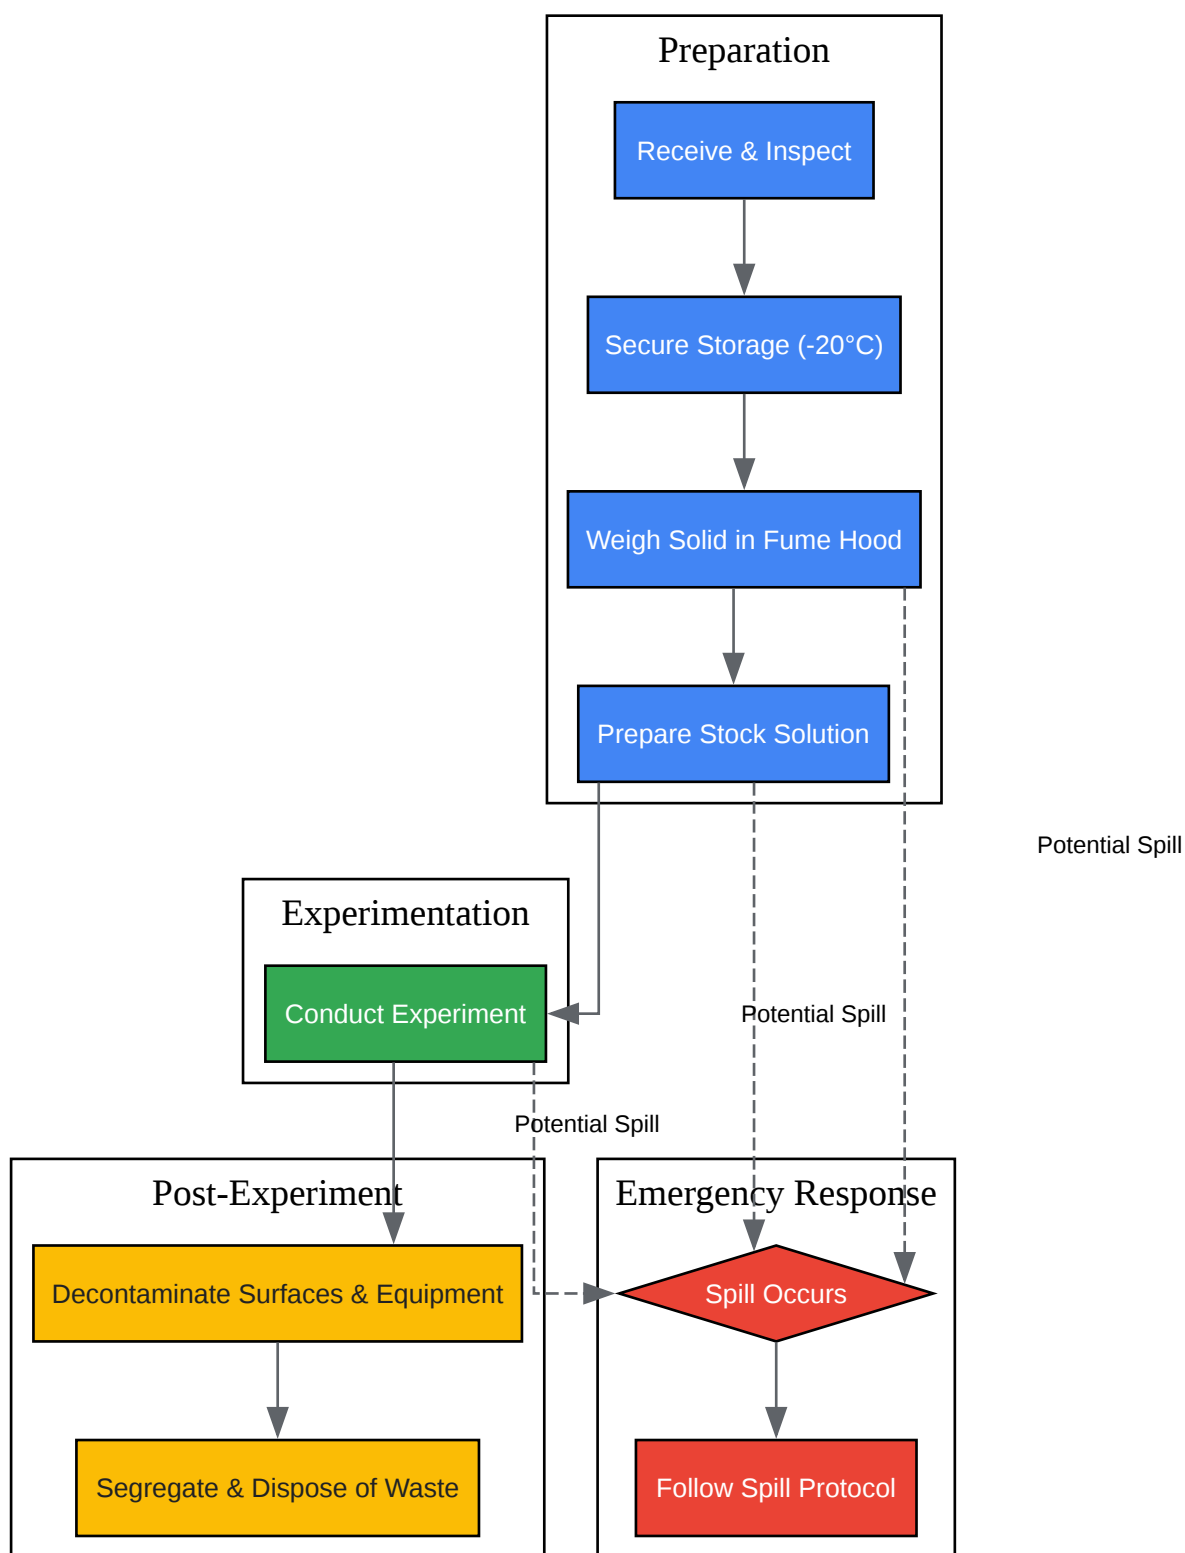 Preparation
Receive & Inspect
Secure Storage (-20°C)
Weigh Solid in Fume Hood
Prepare Stock Solution
Potential Spill
Experimentation
Conduct Experiment
Potential Spill
Potential Spill
Post-Experiment
Emergency Response
Decontaminate Surfaces & Equipment
Spill Occurs
Segregate & Dispose of Waste
Follow Spill Protocol